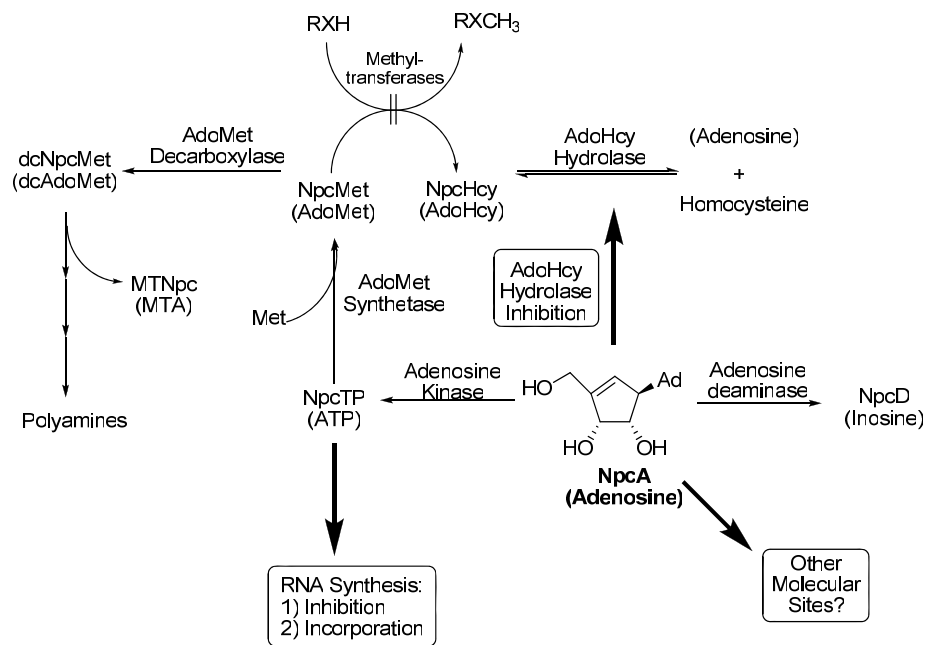 RXH
RXCH3
Methyl-
transferases
AdoMet
Decarboxylase
dcNpcMet
(dcAdoMet)
NpcMet
(AdoMet)
NpcHcy
(AdoHcy)
AdoHcy
Hydrolase
(Adenosine)
+
Homocysteine
MTNpc
(MTA)
Met
AdoMet
Synthetase
AdoHcy
Hydrolase
Inhibition
Polyamines
NpcTP
(ATP)
Adenosine
Kinase
HO
Ad
HO
OH
NpcA
(Adenosine)
Adenosine
deaminase
NpcD
(Inosine)
RNA Synthesis:
1) Inhibition
2) Incorporation
Other
Molecular
Sites?